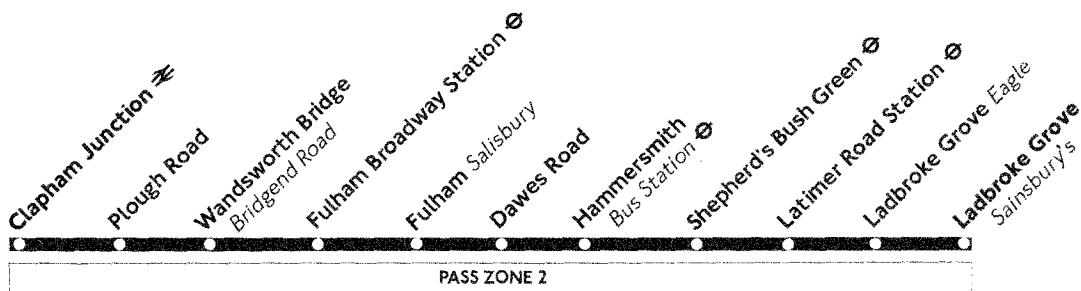 Clapham Junction
Plough Road
Wandsworth Bridge
Bridgend Road
Fulham Broadway Station
Fulham Salisbury
Dawes Road
Hammersmith
Bus Station
Shepherd's Bush Green
Latimer Road Station
Ladbroke Grove Eagle
Ladbroke Grove
Sainsbury's
PASS ZONE 2